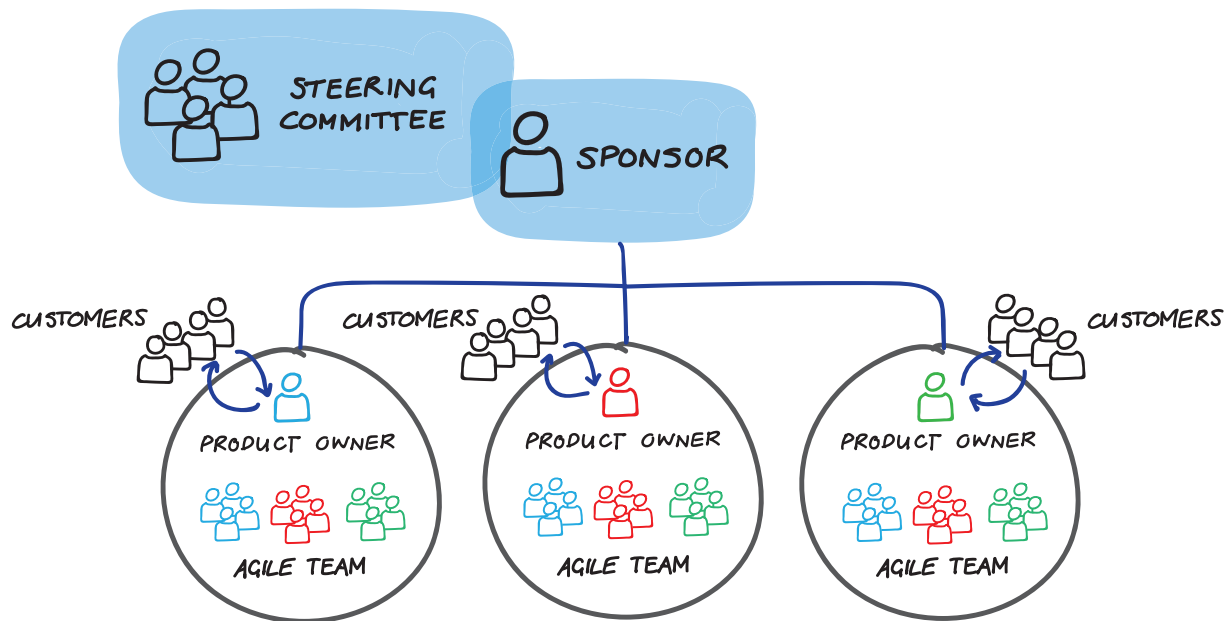 STEERING
COMMITTEE
SPONSOR
CUSTOMERS
CUSTOMERS
CUSTOMERS
PRODUCT OWNER
PRODUCT OWNER
PRODUCT OWNER
AGILE TEAM
AGILE TEAM
AGILE TEAM